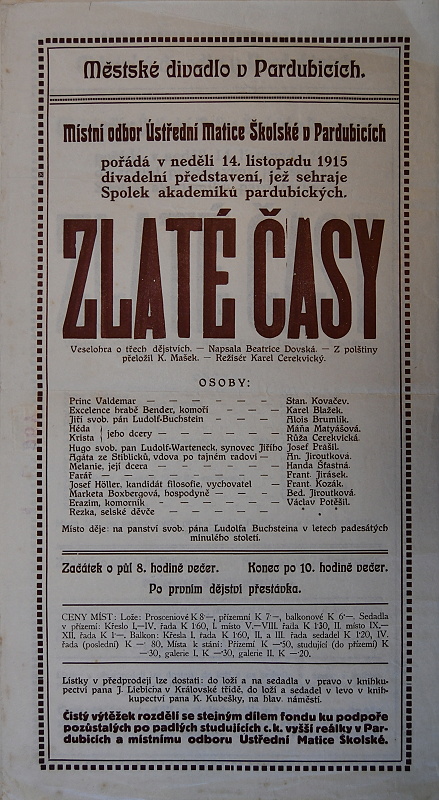 Městské divadlo v Pardubicích.
Místní odbor Ústřední Matice Školské v Pardubicích
pořádá v neděli 14. listopadu 1915
divadelní představení, jež sehraje
Spolek akademiků pardubických.
ZLATÉ ČASY
Veselohra o třech dějstvích. — Napsala Beatrice Dovská. — Z polštiny
přeložil K. Mašek. — Režisér Karel Cerekvický.
OSOBY:
Princ Valdemar — — — — — — — Stan. Kovačev.
Excelence hrabě Bender, komoří — — — — Karel Blažek.
Jiří svob. pán Ludolf-Buchstein — — — — Alois Brumlík.
Héda — — — — Máňa Matyášová.
Krista } jeho dcery — — — — Růža Cerekvická.
Hugo svob. pan Ludolf-Warteneck, synovec Jiřího Josef Prášil.
Agáta ze Stiblicků, vdova po tajném radovi — An. Jiroutková.
Melanie, její dcera — — — — — — Handa Šťastná.
Farář — — — — — — — — Frant. Jirásek.
Josef Höller, kandidát filosofie, vychovatel — Frant. Kozák.
Marketa Boxbergová, hospodyně — — — — Bed. Jiroutková.
Erazim, komorník — — — — — — Václav Potěšil.
Rezka, selské děvče — — — — — * *
Místo děje: na panství svob. pána Ludolfa Buchsteina v letech padesátých
minulého století.
Začátek o půl 8. hodině večer. Konec po 10. hodině večer.
Po prvním dějství přestávka.
CENY MÍST: Lože: Prosceniové K 8·—, přízemní K 7·—, balkonové K 6·—. Sedadla
v přízemí: Křeslo I.—IV. řada K 1·60, I. místo V.—VIII. řada K 1·30, II. místo IX.—
XII. řada K 1·—. Balkon: Křesla I. řada K 1·60, II. a III. řada sedadel K 1·20, IV.
řada (poslední) K —·80, Místa k stání: Přízemí K —·50, studující (do přízemí) K
—·30, galerie I. K —·30, galerie II. K —·20.
Lístky v předprodeji lze dostati: do loží a na sedadla v pravo v knihku-
pectví pana J. Liebicha v Královské třídě, do loží a sedadel v levo v knih-
kupectví pana K. Kubešky, na hlav. náměstí.
Čistý výtěžek rozdělí se stejným dílem fondu ku podpoře
pozůstalých po padlých studujících c. k. vyšší reálky v Par-
dubicích a místnímu odboru Ústřední Matice Školské.